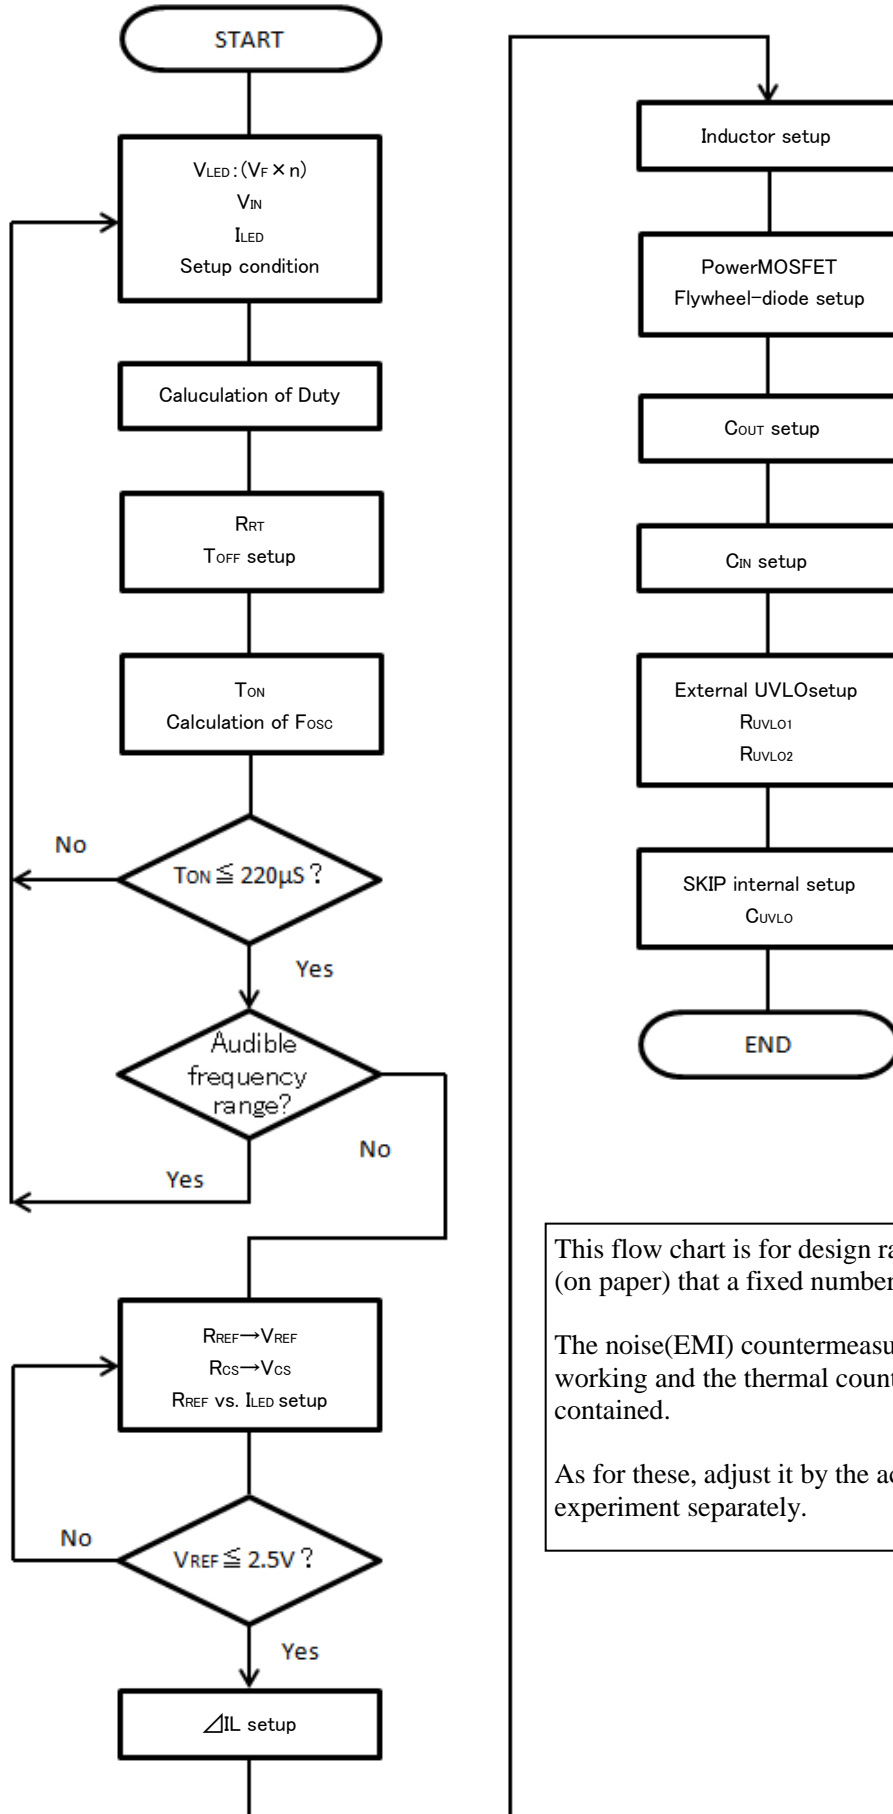 START
VLED:(VF×n)
VIN
ILED
Setup condition
Caluculation of Duty
RRT
TOFF setup
TON
Calculation of FOSC
No
TON≦220µS?
Yes
Audible
frequency
range?
No
Yes
RREF→VREF
RCS→VCS
RREF vs. ILED setup
No
VREF≦2.5V?
Yes
⊿IL setup
Inductor setup
PowerMOSFET
Flywheel-diode setup
COUT setup
CIN setup
External UVLOsetup
RUVLO1
RUVLO2
SKIP internal setup
CUVLO
END
This flow chart is for design
(on paper) that a fixed number
The noise(EMI)
working and the thermal
contained.
As for these, adjust it by the
experiment separately.